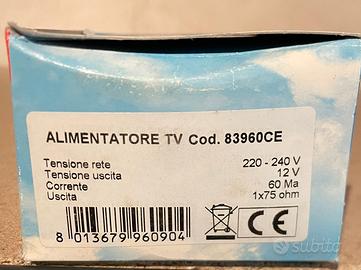 ALIMENTATORE TV Cod. 83960CE
Tensione rete 220 - 240 V
Tensione uscita 12 V
Corrente 60 Ma
Uscita 1x75 ohm
8 013679 960904
CE
subito